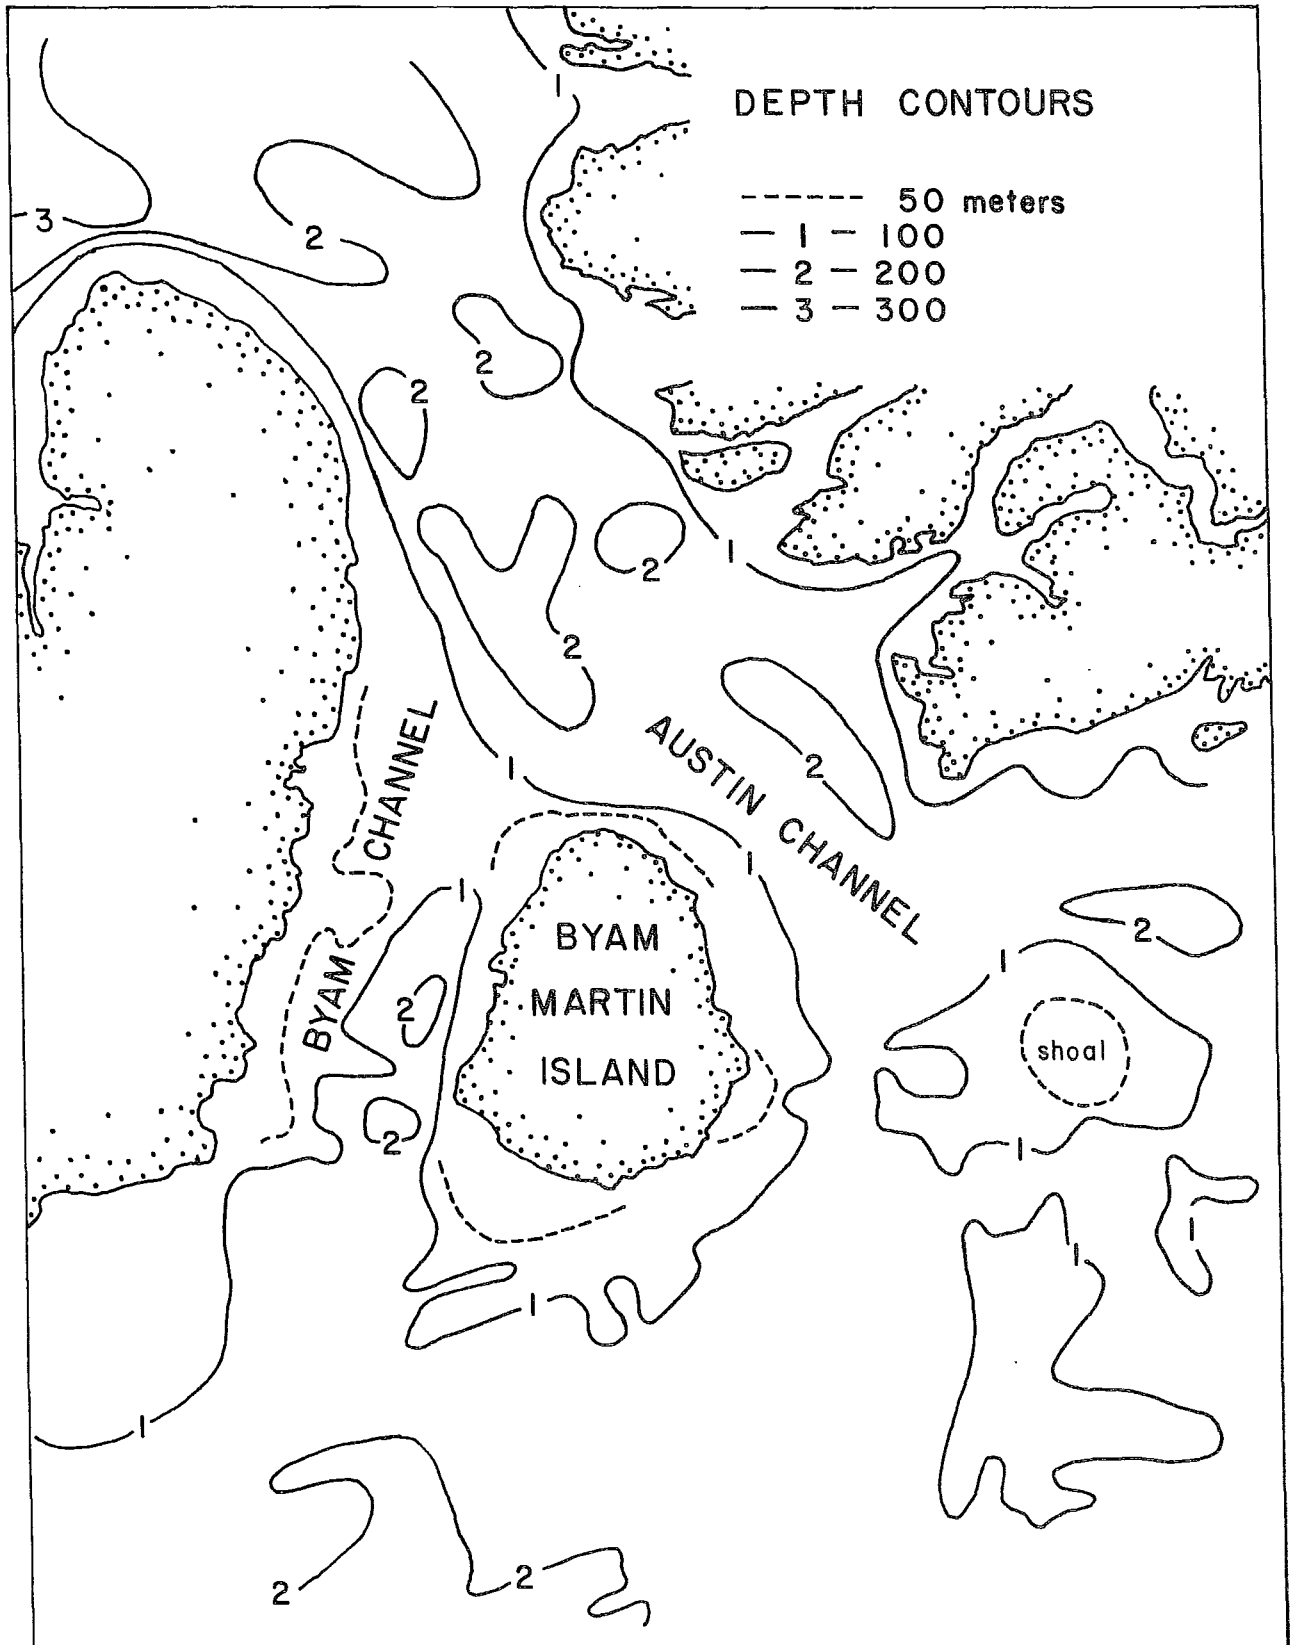 DEPTH CONTOURS
------ 50 meters
— 1 — 100
— 2 — 200
— 3 — 300
1
3
2
2
2
2
1
2
AUSTIN CHANNEL
2
1
BYAM CHANNEL
1
1
2
1
BYAM
MARTIN
ISLAND
2
shoal
2
1
1
1
1
1
2
2